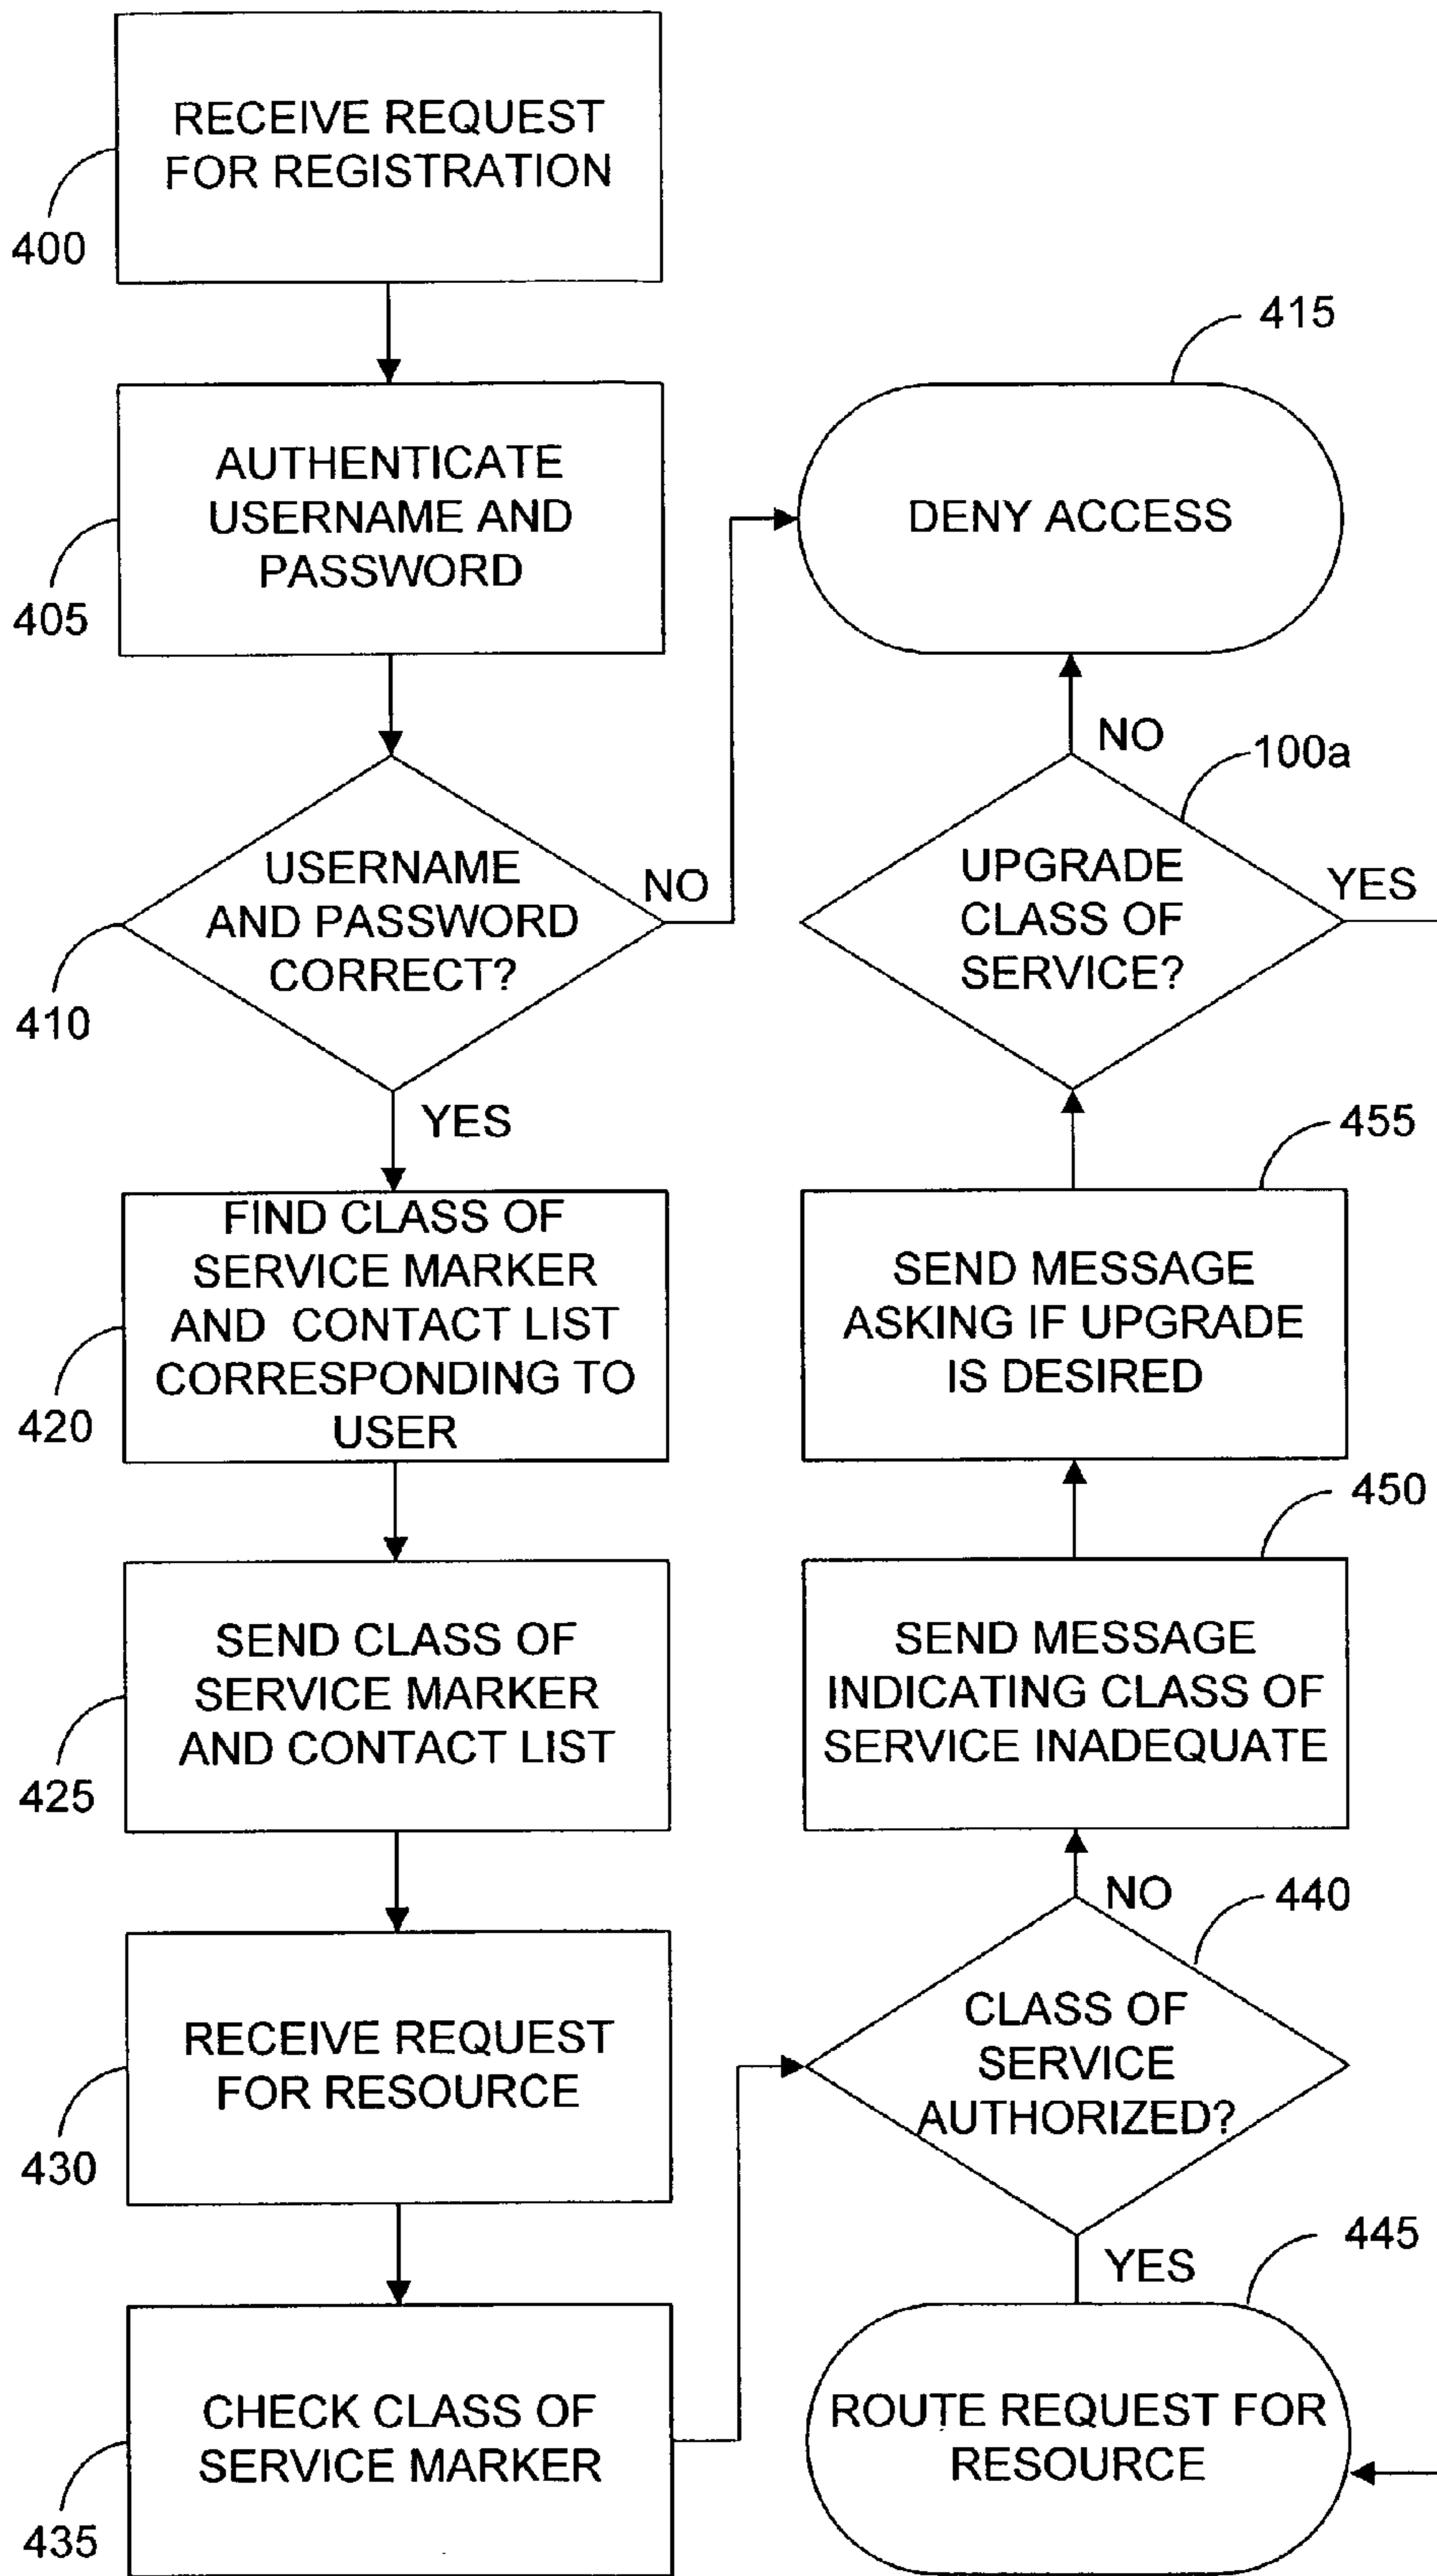 RECEIVE REQUEST
FOR REGISTRATION
400
AUTHENTICATE
USERNAME AND
PASSWORD
405
USERNAME
AND PASSWORD
CORRECT?
410
NO
YES
FIND CLASS OF
SERVICE MARKER
AND CONTACT LIST
CORRESPONDING TO
USER
420
SEND CLASS OF
SERVICE MARKER
AND CONTACT LIST
425
RECEIVE REQUEST
FOR RESOURCE
430
CHECK CLASS OF
SERVICE MARKER
435
415
DENY ACCESS
NO
100a
UPGRADE
CLASS OF
SERVICE?
YES
455
SEND MESSAGE
ASKING IF UPGRADE
IS DESIRED
450
SEND MESSAGE
INDICATING CLASS OF
SERVICE INADEQUATE
NO
440
CLASS OF
SERVICE
AUTHORIZED?
YES
445
ROUTE REQUEST FOR
RESOURCE